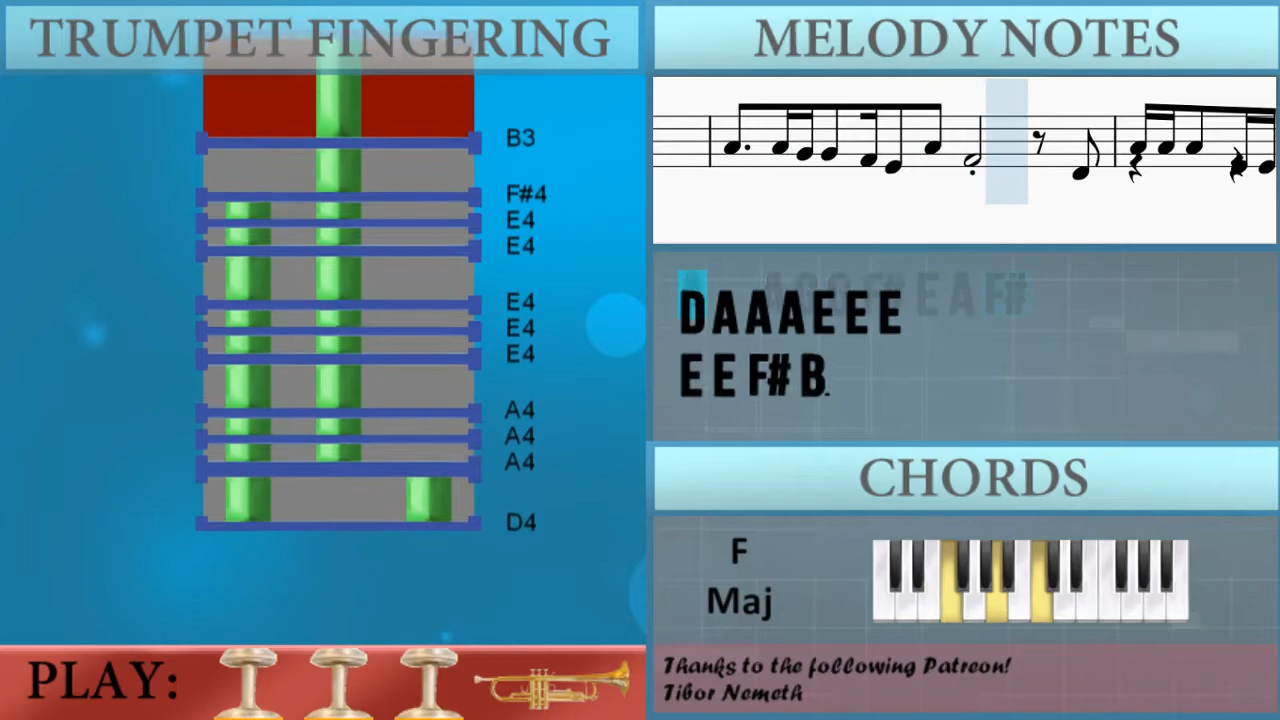 TRUMPET FINGERING
B3
F#4
E4
E4
E4
E4
E4
A4
A4
A4
D4
PLAY:
MELODY NOTES
E A F#
DAAAEEE
EEF#B.
CHORDS
F
Maj
Thanks to the following Patreon!
Tibor Nemeth